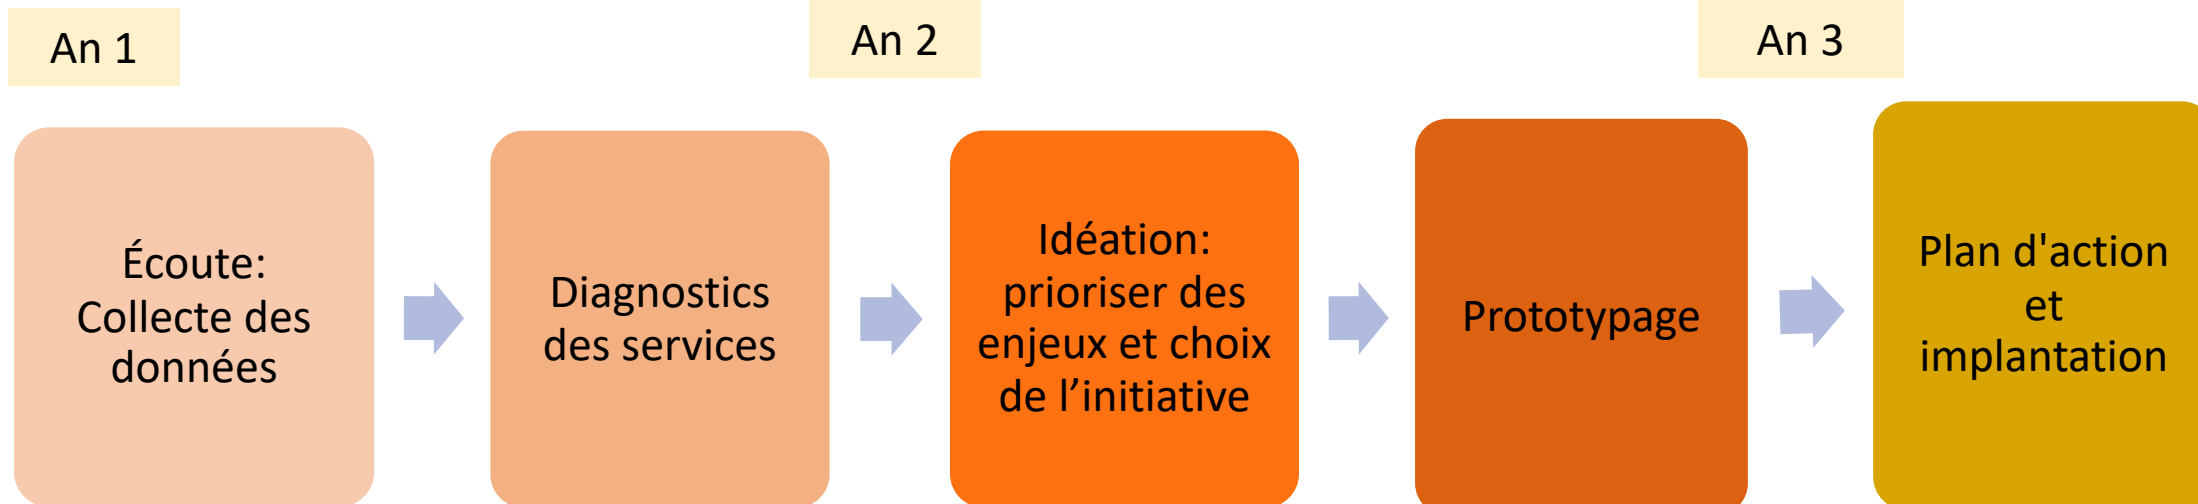 An 1
An 2
An 3
Écoute:
Collecte des
données
Diagnostics
des services
Idéation:
prioriser des
enjeux et choix
de l’initiative
Prototypage
Plan d'action
et
implantation